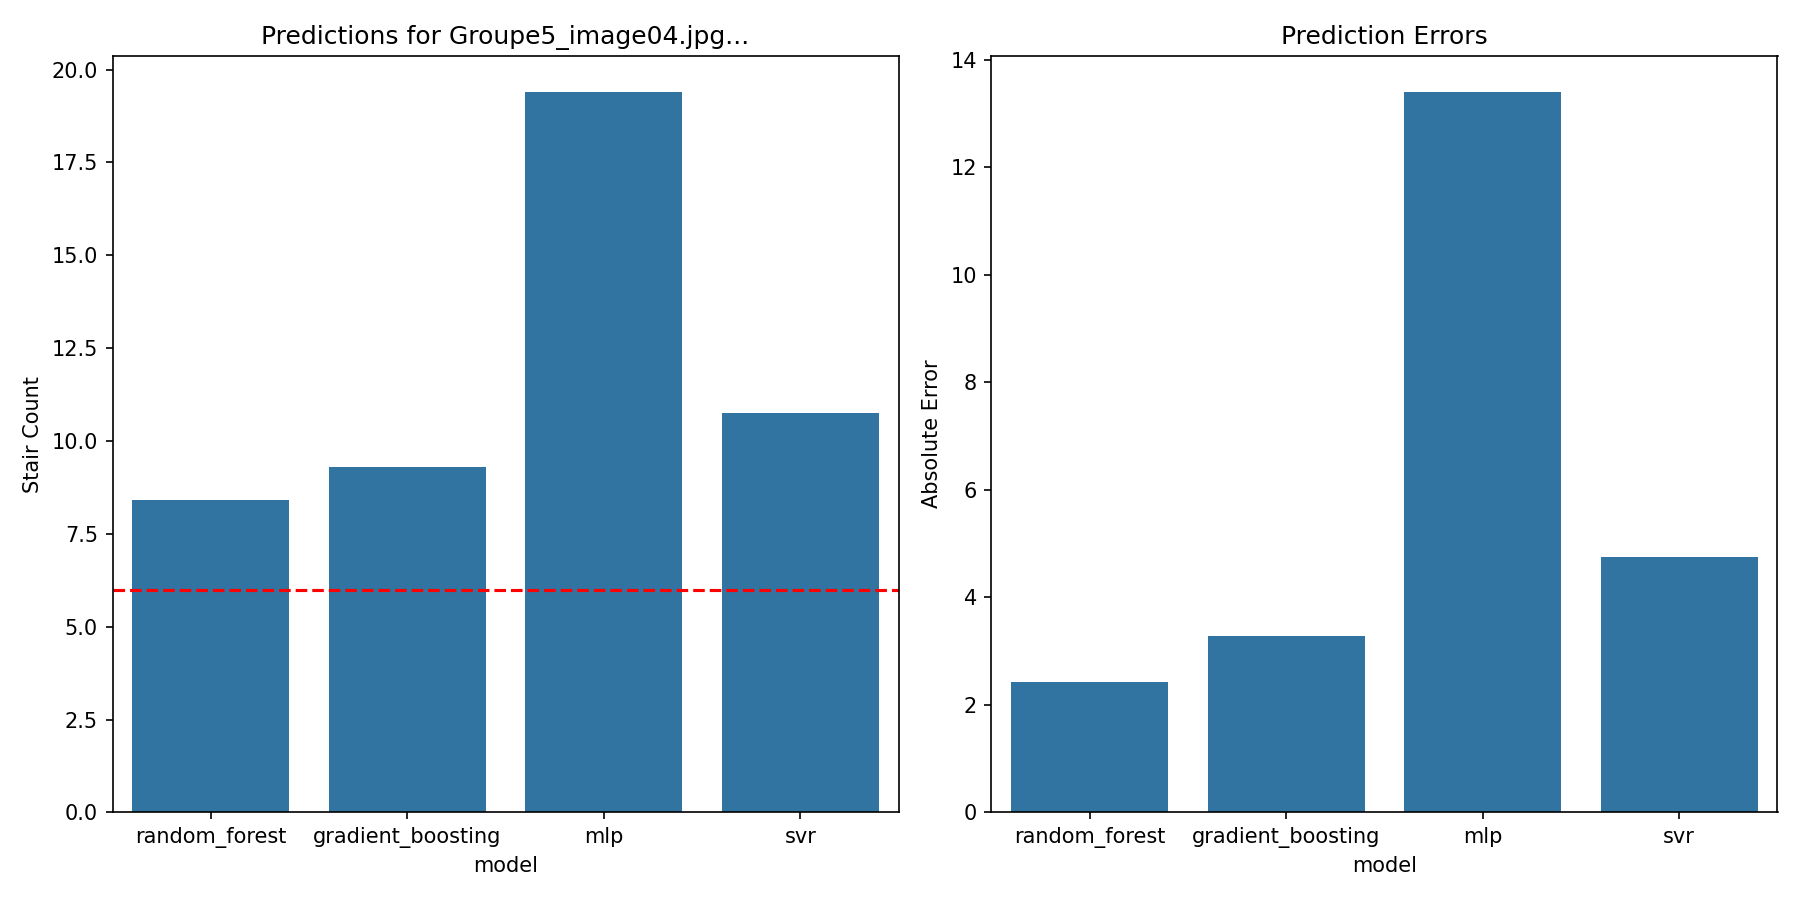 Predictions for Groupe5_image04.jpg...
Stair Count
20.0
17.5
15.0
12.5
10.0
7.5
5.0
2.5
0.0
random_forest gradient_boosting mlp svr
model
Prediction Errors
Absolute Error
14
12
10
8
6
4
2
0
random_forest gradient_boosting mlp svr
model